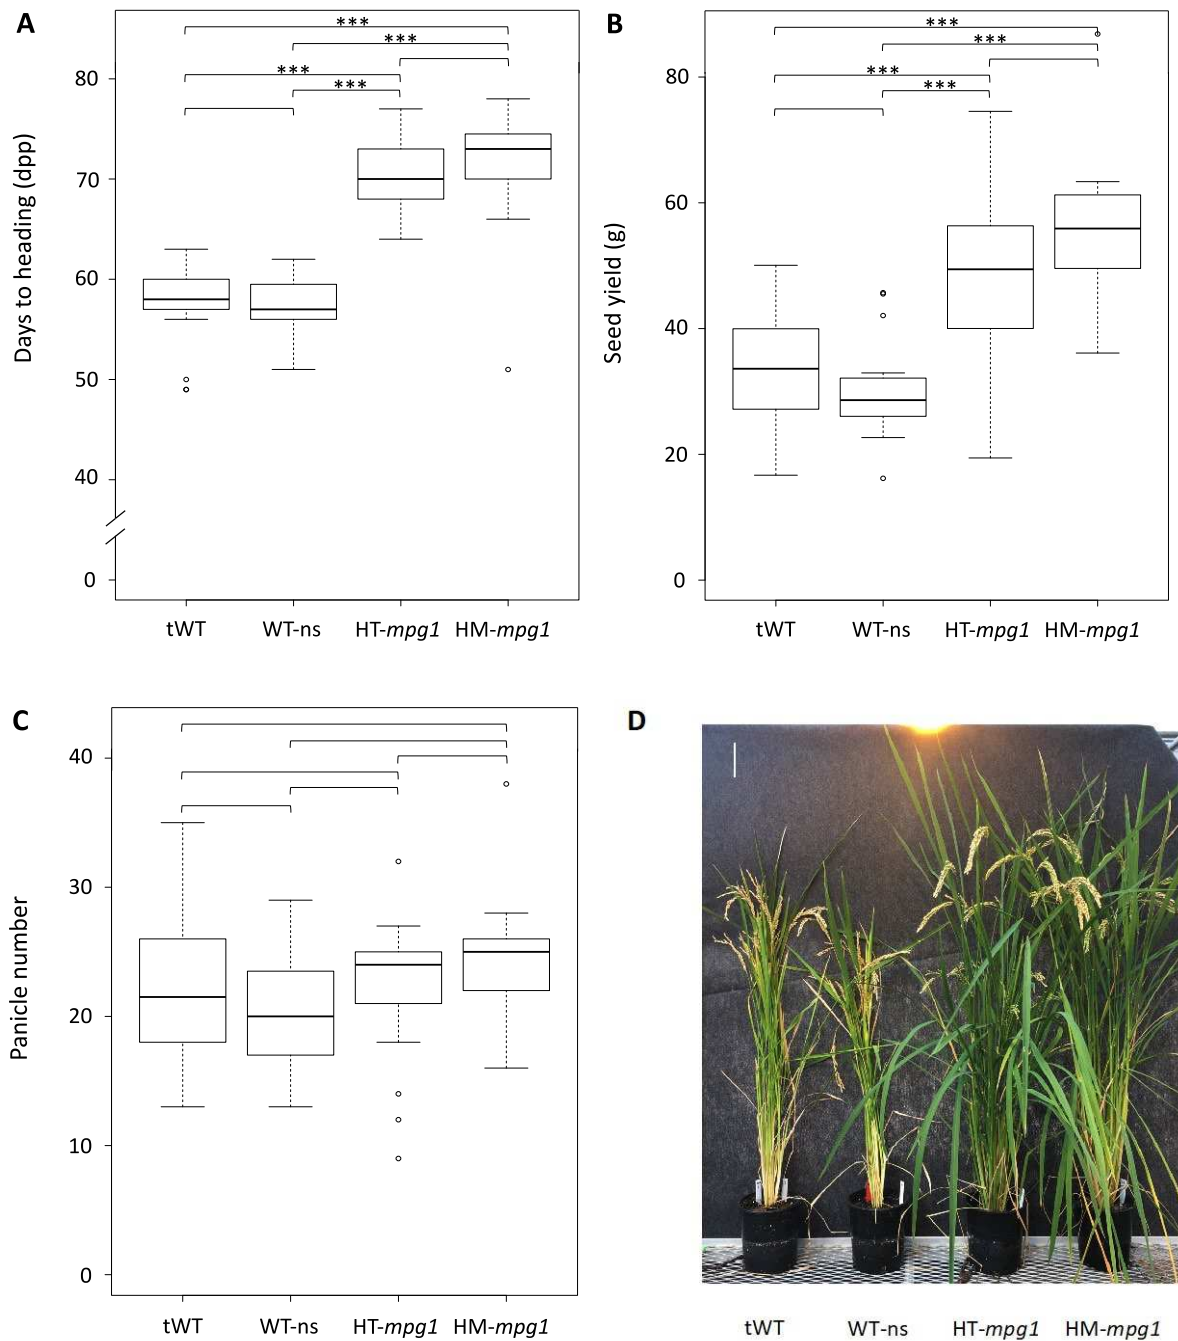 A
***
***
***
***
80
70
60
50
40
0
Days to heading (dpp)
tWT WT-ns HT-mpg1 HM-mpg1
B
***
***
***
***
80
60
40
20
0
Seed yield (g)
tWT WT-ns HT-mpg1 HM-mpg1
C
40
30
20
10
0
Panicle number
tWT WT-ns HT-mpg1 HM-mpg1
D
tWT WT-ns HT-mpg1 HM-mpg1